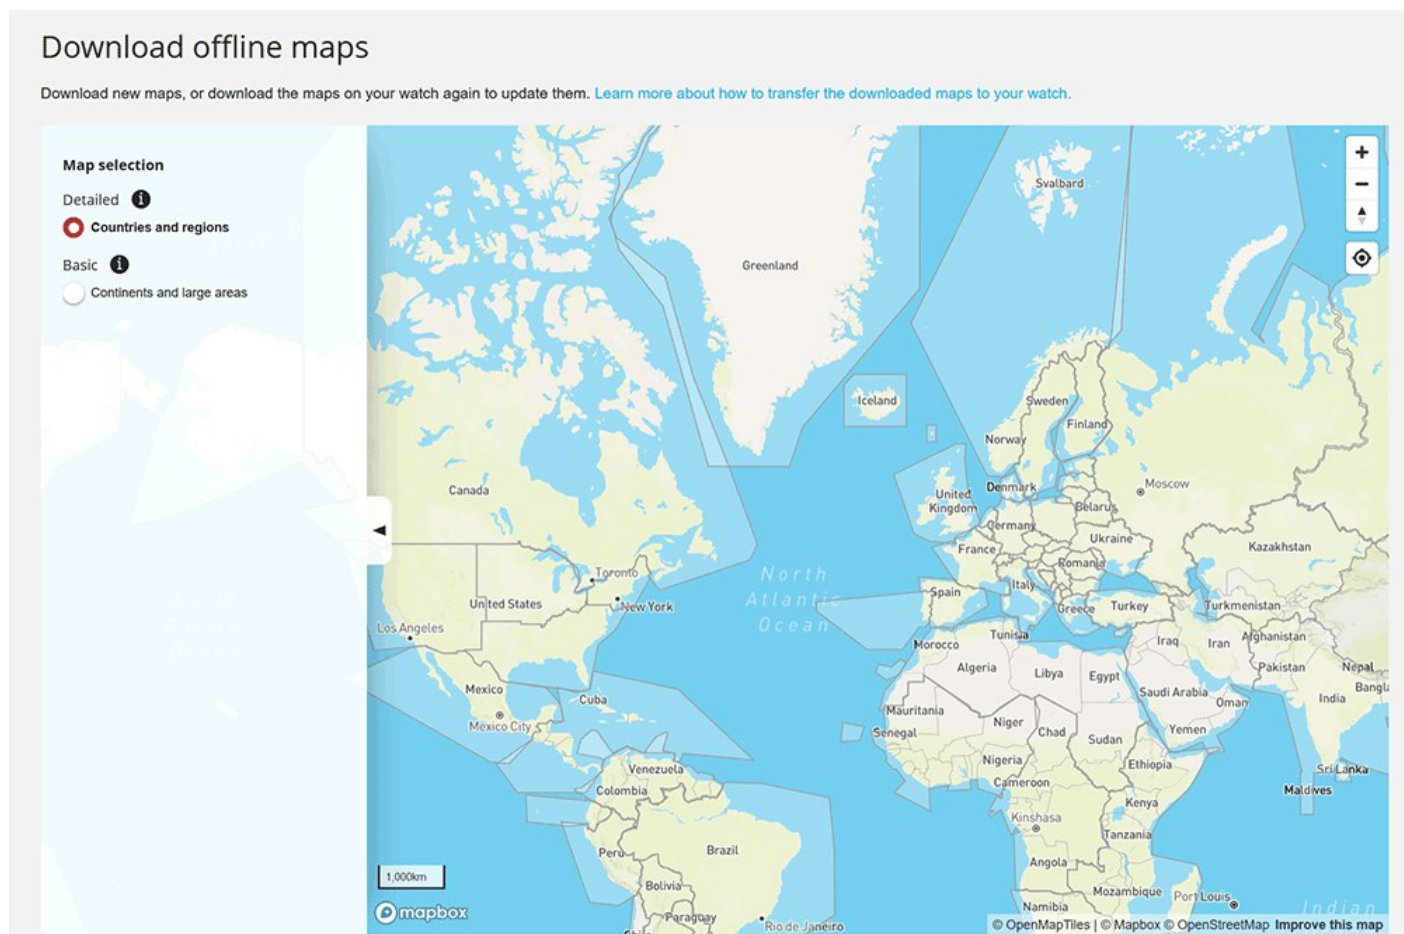 Download offline maps
Download new maps, or download the maps on your watch again to update them. Learn more about how to transfer the downloaded maps to your watch.
Map selection
Detailed
Countries and regions
Basic
Continents and large areas
Svalbard
Greenland
Iceland
Sweden
Finland
Norway
Canada
United
Kingdom
Denmark
Moscow
Belarus
Germany
Ukraine
France
Romania
Kazakhstan
Toronto
North
Atlantic
Ocean
United States
New York
Spain
Italy
Greece
Turkey
Turkmenistan
North
Pacific
Ocean
Los Angeles
Morocco
Tunisia
Iraq
Iran
Afghanistan
Algeria
Libya
Egypt
Pakistan
Nepal
Mexico
Cuba
Saudi Arabia
Oman
India
Bangla
Mexico City
Mauritania
Senegal
Niger
Chad
Sudan
Yemen
Venezuela
Nigeria
Ethiopia
Sri Lanka
Colombia
Cameroon
Maldives
Kenya
Kinshasa
Tanzania
Peru
Brazil
Angola
1,000km
Bolivia
Mozambique
Port Louis
mapbox
Paraguay
Namibia
Indian
Chile
Rio de Janeiro
© OpenMapTiles | © Mapbox © OpenStreetMap Improve this map